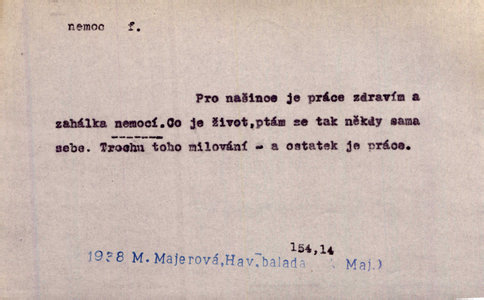 nemoc f.
Pro našince je práce zdravím a
zahálka nemocí. Co je život, ptám se tak někdy sama
sebe. Trochu toho milování - a ostatek je práce.
154,14
1938 M. Majerová, Hav. balada ( Maj.)